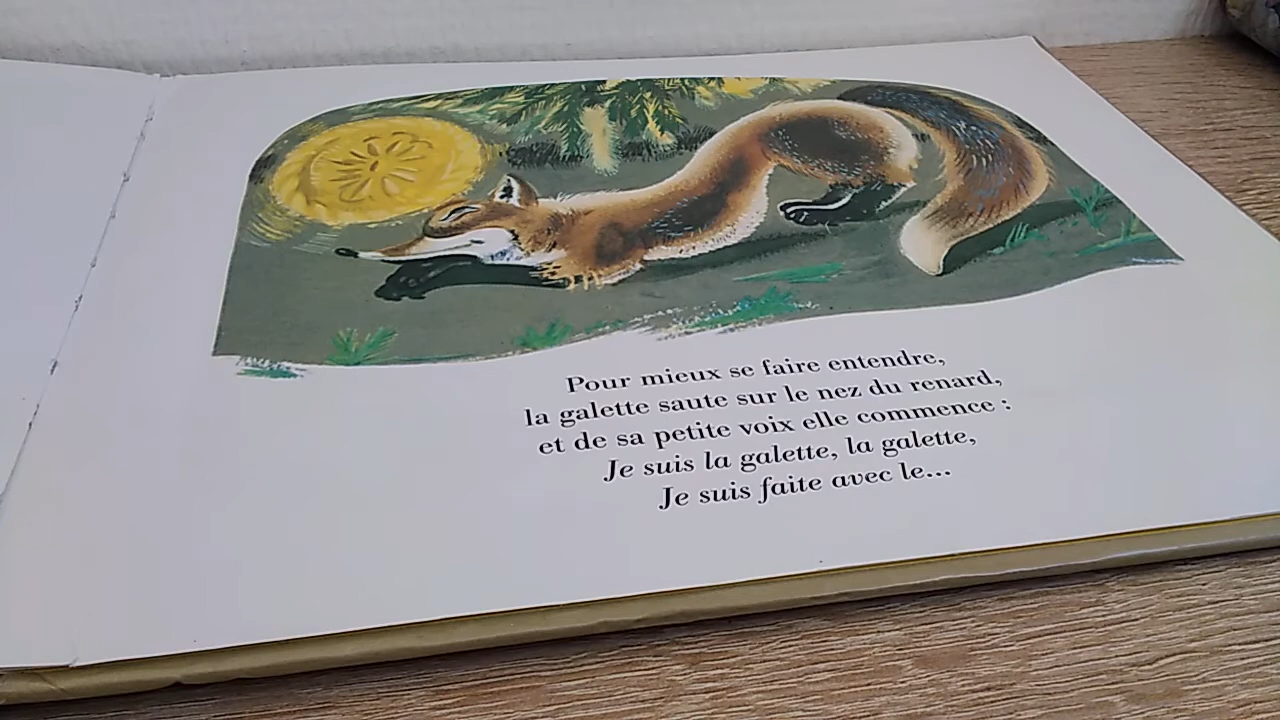 Pour mieux se faire entendre,
la galette saute sur le nez du renard,
et de sa petite voix elle commence :
Je suis la galette, la galette,
Je suis faite avec le...